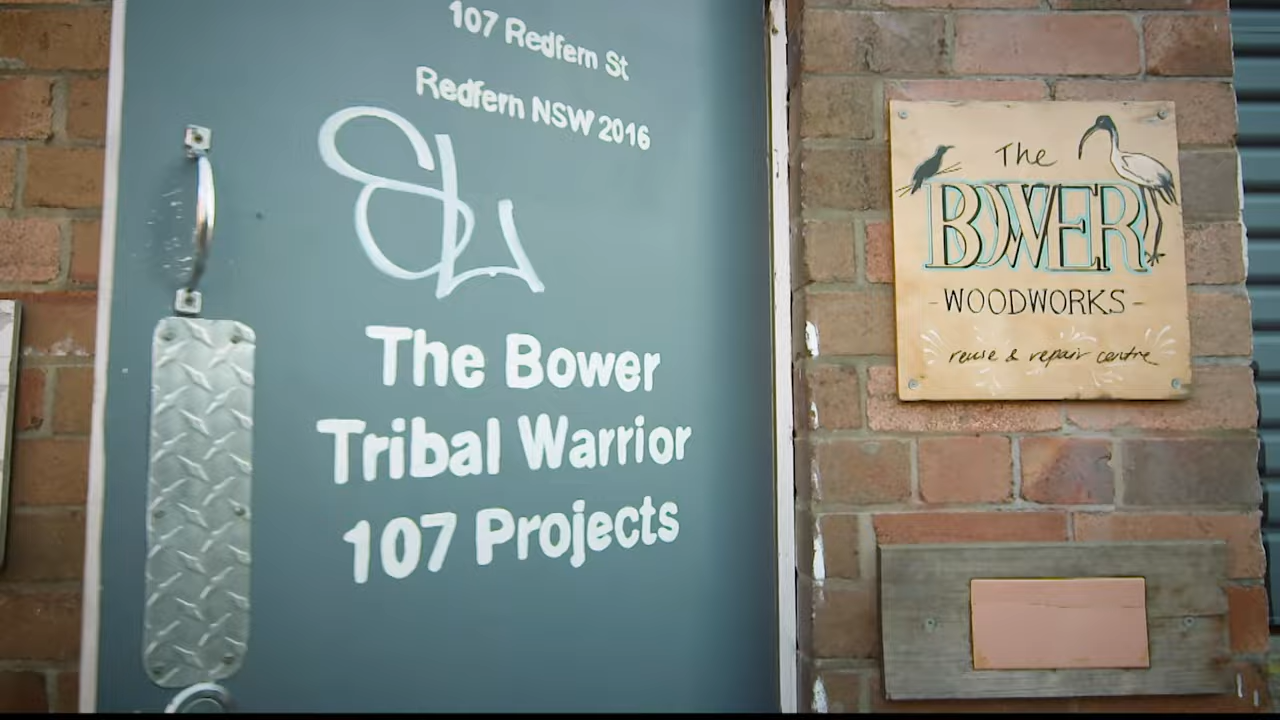 107 Redfern St
Redfern NSW 2016
The Bower
Tribal Warrior
107 Projects
The
BOWER
-WOODWORKS-
reuse & repair centre